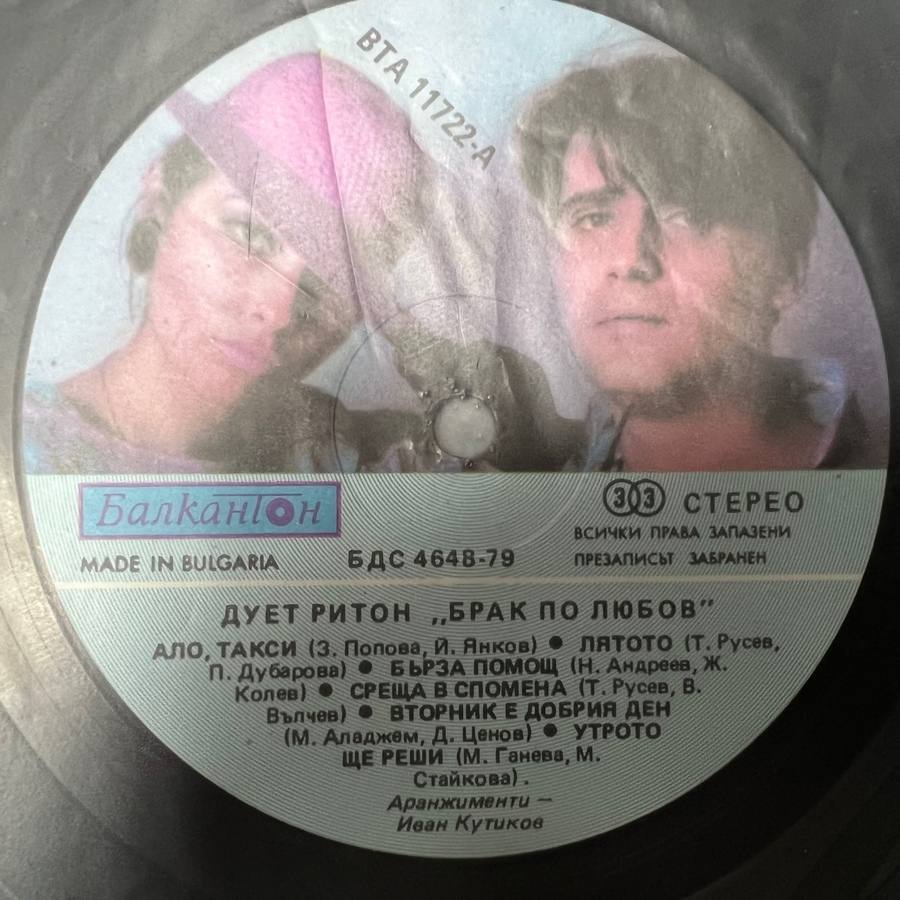 ВТА 11722-А
Балкантон
33 СТЕРЕО
ВСИЧКИ ПРАВА ЗАПАЗЕНИ
MADE IN BULGARIA
БДС 4648-79
ПРЕЗАПИСЪТ ЗАБРАНЕН
ДУЕТ РИТОН „БРАК ПО ЛЮБОВ”
АЛО, ТАКСИ (З. Попова, Й. Янков) ● ЛЯТОТО (Т. Русев,
П. Дубарова) ● БЪРЗА ПОМОЩ (Н. Андреев, Ж.
Колев) ● СРЕЩА В СПОМЕНА (Т. Русев, В.
Вълчев) ● ВТОРНИК Е ДОБРИЯ ДЕН
(М. Аладжем, Д. Ценов) ● УТРОТО
ЩЕ РЕШИ (М. Ганева, М.
Стайкова).
Аранжименти –
Иван Кутиков